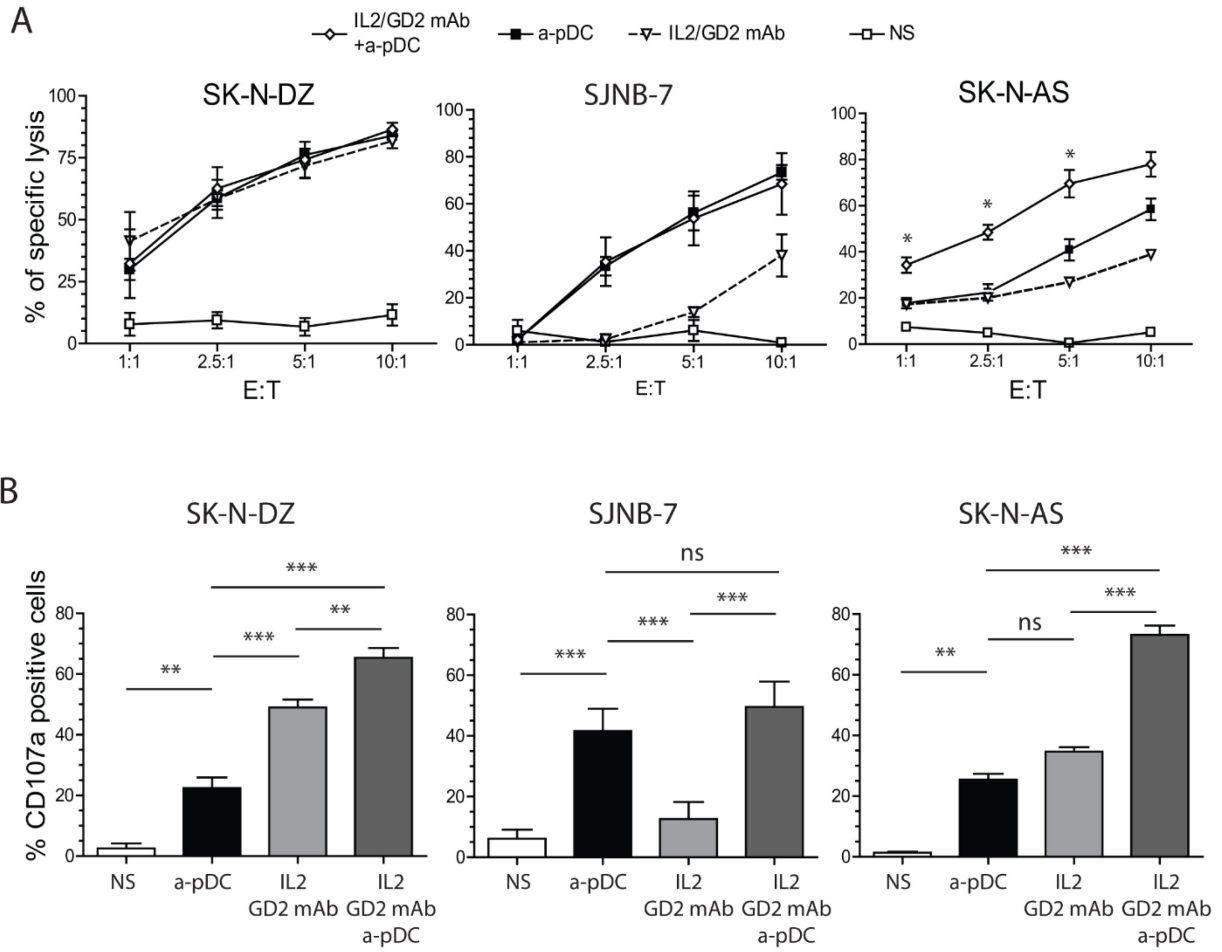 A
IL2/GD2 mAb
+a-pDC
a-pDC
IL2/GD2 mAb
NS
SK-N-DZ
SJNB-7
SK-N-AS
% of specific lysis
100
75
50
25
0
1:1
2.5:1
5:1
10:1
E:T
100
80
60
40
20
0
1:1
2.5:1
5:1
10:1
E:T
100
80
60
40
20
0
*
*
*
1:1
2.5:1
5:1
10:1
E:T
B
SK-N-DZ
SJNB-7
SK-N-AS
% CD107a positive cells
***
**
***
**
80
60
40
20
0
NS
a-pDC
IL2
GD2 mAb
IL2
GD2 mAb
a-pDC
ns
***
***
***
80
60
40
20
0
NS
a-pDC
IL2
GD2 mAb
IL2
GD2 mAb
a-pDC
***
***
ns
**
80
60
40
20
0
NS
a-pDC
IL2
GD2 mAb
IL2
GD2 mAb
a-pDC